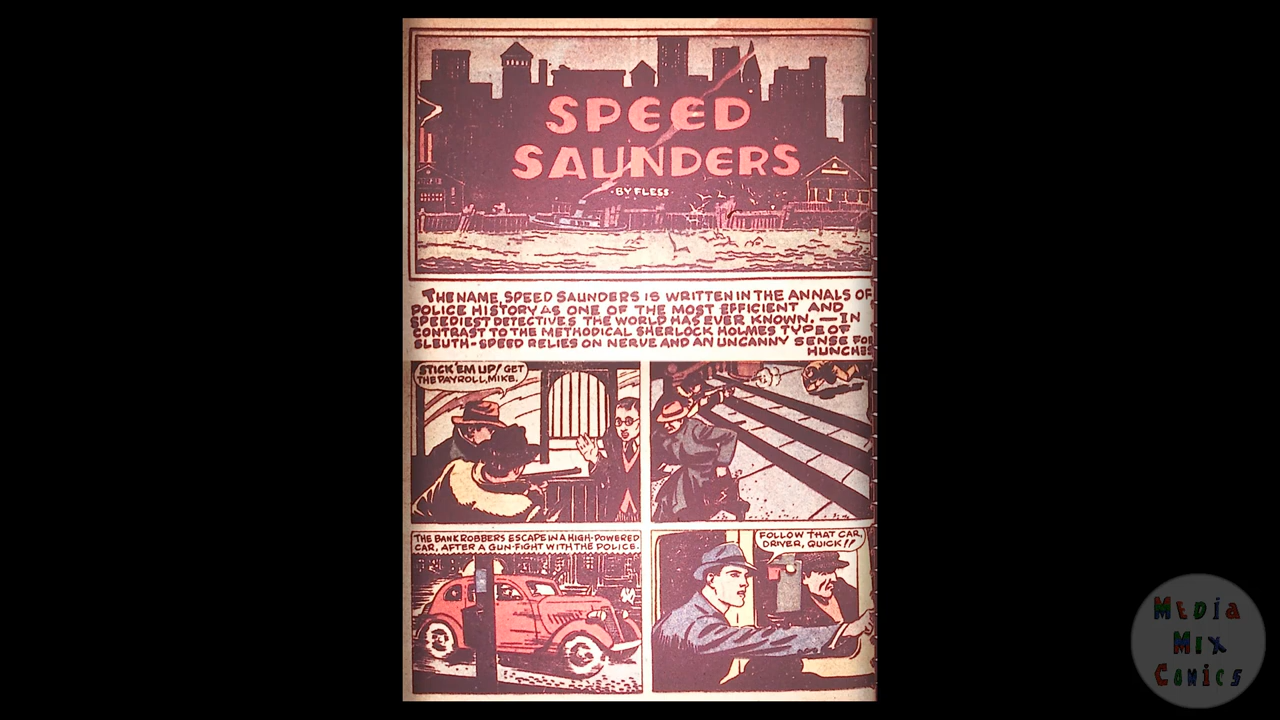 SPEED
SAUNDERS
·BY FLESS·
THE NAME, SPEED SAUNDERS IS WRITTEN IN THE ANNALS OF
POLICE HISTORY AS ONE OF THE MOST EFFICIENT AND
SPEEDIEST DETECTIVES THE WORLD HAS EVER KNOWN. — IN
CONTRAST TO THE METHODICAL SHERLOCK HOLMES TYPE OF
SLEUTH-SPEED RELIES ON NERVE AND AN UNCANNY SENSE FOR
HUNCHES
STICK 'EM UP! GET
THE PAYROLL, MIKE.
THE BANK ROBBERS ESCAPE IN A HIGH-POWERED
CAR, AFTER A GUN-FIGHT WITH THE POLICE.
FOLLOW THAT CAR,
DRIVER, QUICK!!
MEDiA
Mix
COMiCS